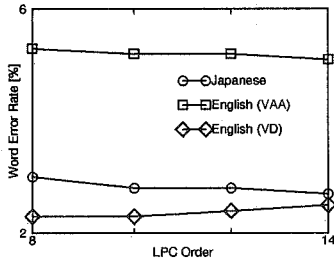 6
Word Error Rate [%]
Japanese
English (VAA)
English (VD)
2
8
14
LPC Order